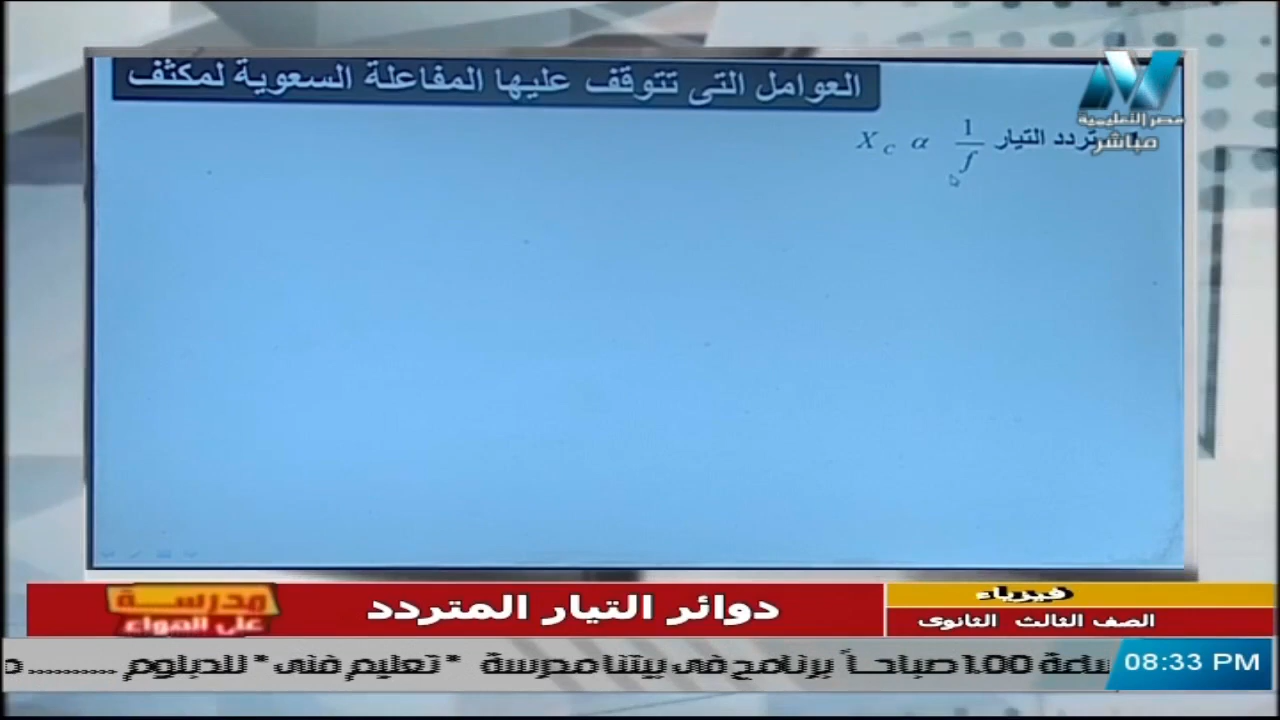 العوامل التى تتوقف عليها المفاعلة السعوية لمكثف
مصر التعليمية
مباشر
تردد التيار X c α 1/f
فيزياء
الصف الثالث الثانوى
دوائر التيار المتردد
مدرسة
على الهواء
08:33 PM
ساعة 1.00 صباحاً برنامج فى بيتنا مدرسة * تعليم فنى * للدبلوم ..........